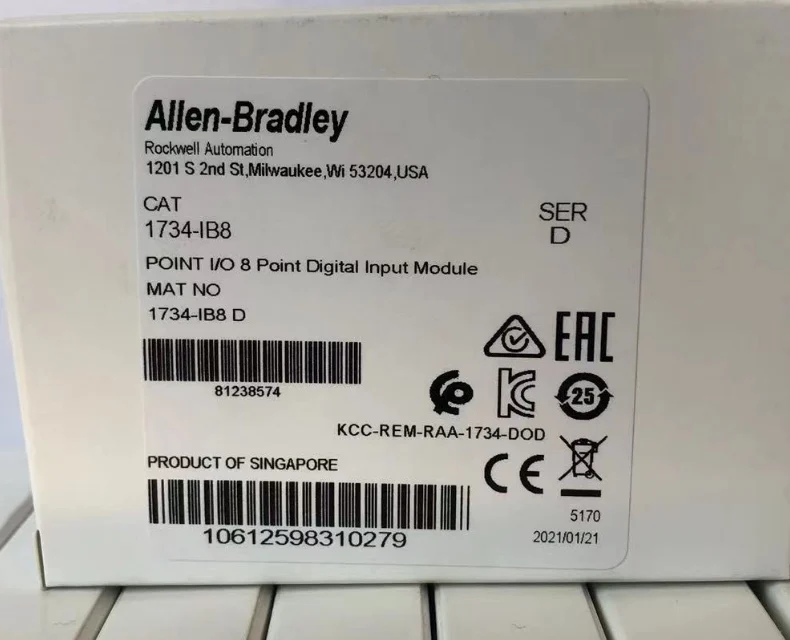 Allen-Bradley
Rockwell Automation
1201 S 2nd St,Milwaukee,Wi 53204,USA
CAT
1734-IB8
SER
D
POINT I/O 8 Point Digital Input Module
MAT NO
1734-IB8 D
81238574
EAC
25
KCC-REM-RAA-1734-DOD
CE
PRODUCT OF SINGAPORE
10612598310279
5170
2021/01/21